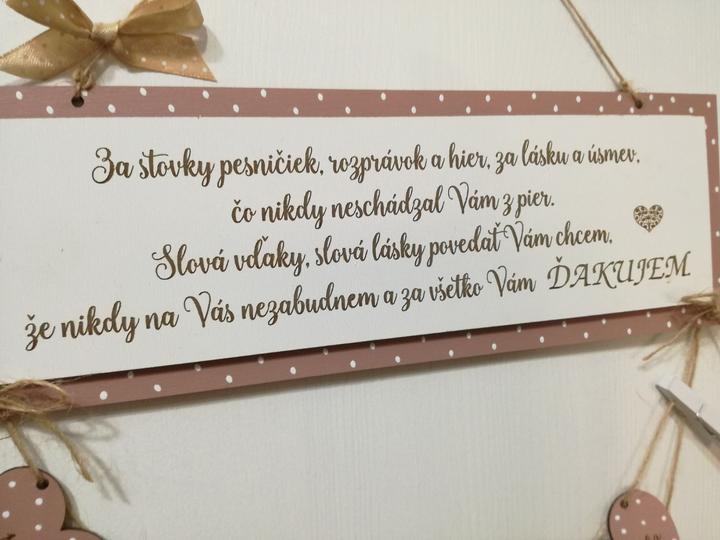 Za stovky pesničiek, rozprávok a hier, za lásku a úsmev,
čo nikdy neschádzal Vám z pier.
Slová vďaky, slová lásky povedať Vám chcem,
že nikdy na Vás nezabudnem a za všetko Vám ĎAKUJEM